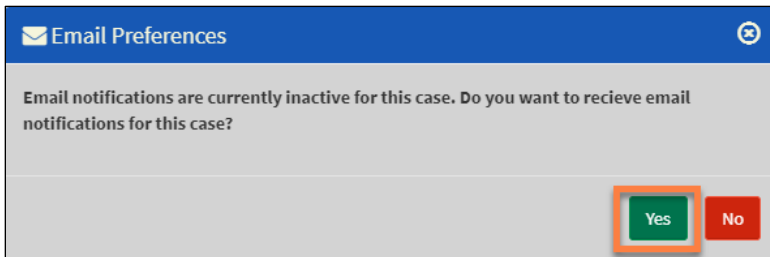 Email Preferences
Email notifications are currently inactive for this case. Do you want to recieve email
notifications for this case?
Yes No